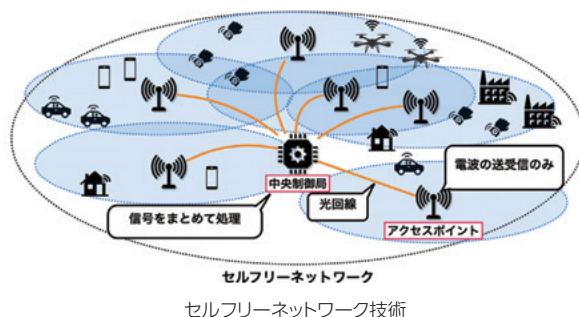 電波の送受信のみ
中央制御局
信号をまとめて処理
光回線
アクセスポイント
セルフリーネットワーク
セルフリーネットワーク技術